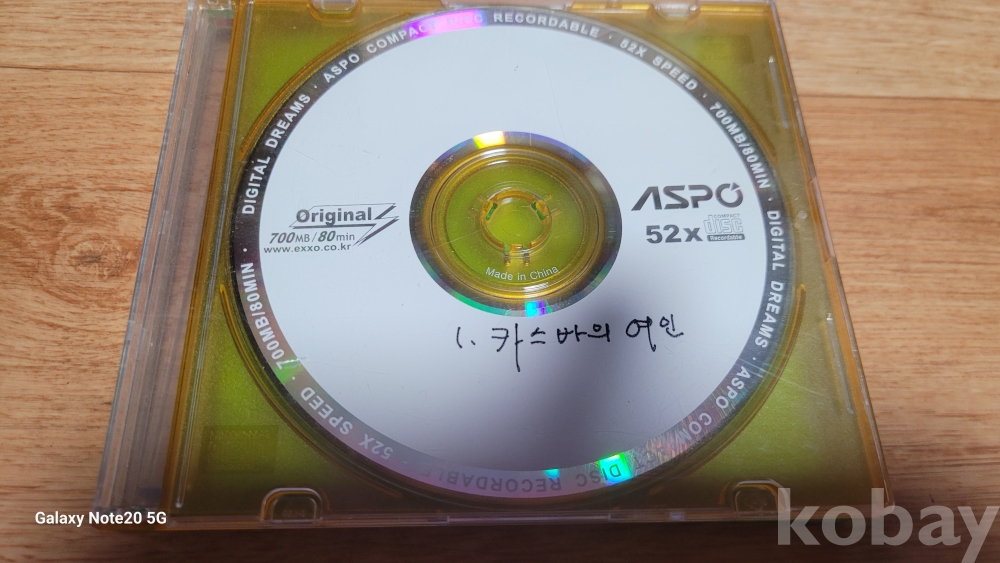 DIGITAL DREAMS · ASPO COMPACT DISC RECORDABLE · 52X SPEED · 700MB/80MIN · DIGITAL DREAMS · ASPO COM DISC RECORDABLE · 52X SPEED · 700MB/80MIN ·
Original
700MB/80min
www.exxo.co.kr
ASPO
52x
COMPACT
disc
Recordable
Made in China
1. 카스바의 여인
Galaxy Note20 5G
kobay